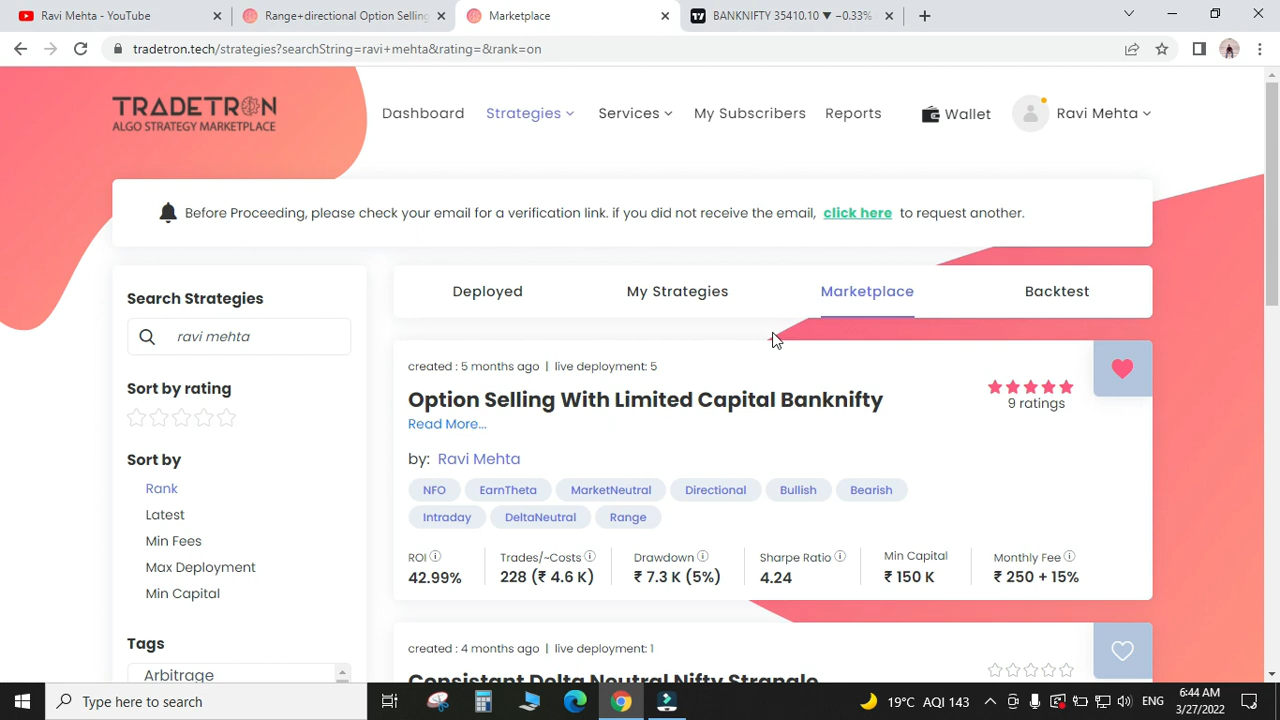 Ravi Mehta - YouTube
Range+directional Option Selling
Marketplace
BANKNIFTY 35410.10 ▼ −0.33%
tradetron.tech/strategies?searchString=ravi+mehta&rating=&rank=on
TRADETRON
ALGO STRATEGY MARKETPLACE
Dashboard Strategies Services My Subscribers Reports Wallet Ravi Mehta
Before Proceeding, please check your email for a verification link. if you did not receive the email, click here to request another.
Search Strategies
ravi mehta
Sort by rating
Sort by
Rank
Latest
Min Fees
Max Deployment
Min Capital
Tags
Arbitrage
Deployed My Strategies Marketplace Backtest
created : 5 months ago | live deployment: 5
Option Selling With Limited Capital Banknifty
Read More...
9 ratings
by: Ravi Mehta
NFO EarnTheta MarketNeutral Directional Bullish Bearish
Intraday DeltaNeutral Range
ROI Trades/~Costs Drawdown Sharpe Ratio Min Capital Monthly Fee
42.99% 228 (₹ 4.6 K) ₹ 7.3 K (5%) 4.24 ₹ 150 K ₹ 250 + 15%
created : 4 months ago | live deployment: 1
Consistant Delta Neutral Nifty Strangle
Type here to search
19°C AQI 143
ENG
6:44 AM
3/27/2022